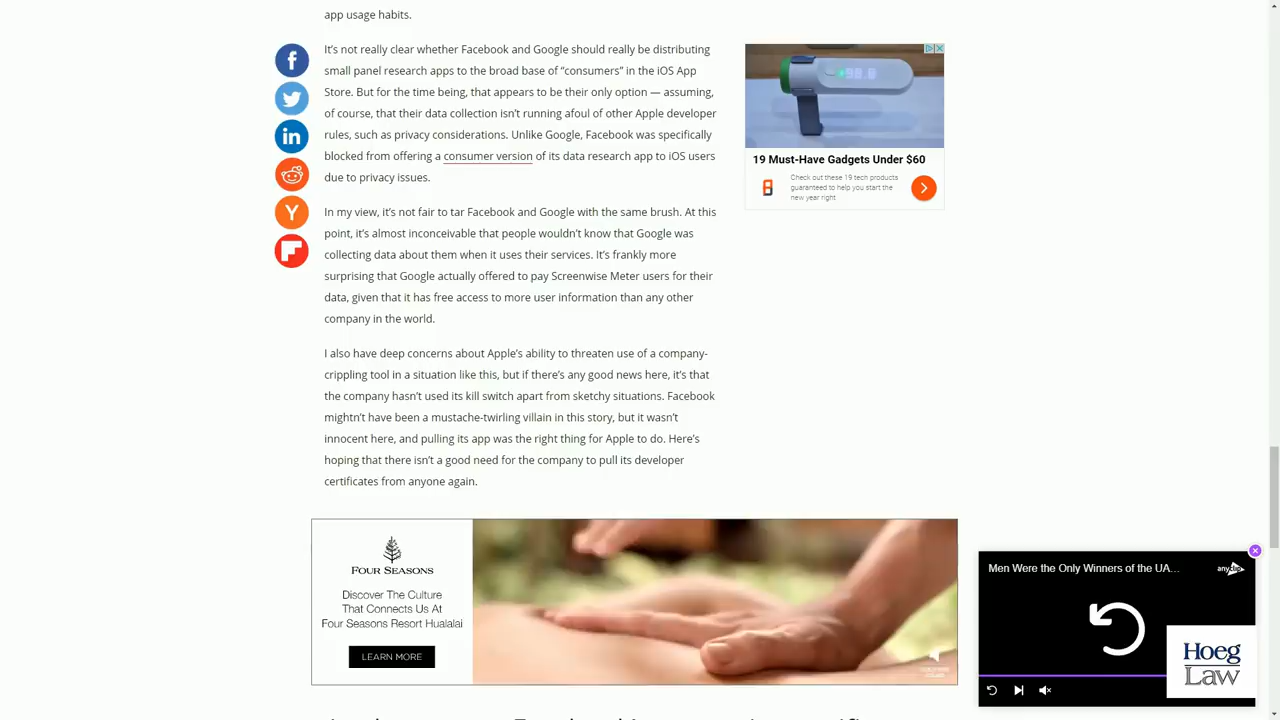 app usage habits.
It's not really clear whether Facebook and Google should really be distributing
small panel research apps to the broad base of “consumers” in the iOS App
Store. But for the time being, that appears to be their only option — assuming,
of course, that their data collection isn't running afoul of other Apple developer
rules, such as privacy considerations. Unlike Google, Facebook was specifically
blocked from offering a consumer version of its data research app to iOS users
due to privacy issues.
In my view, it's not fair to tar Facebook and Google with the same brush. At this
point, it's almost inconceivable that people wouldn't know that Google was
collecting data about them when it uses their services. It's frankly more
surprising that Google actually offered to pay Screenwise Meter users for their
data, given that it has free access to more user information than any other
company in the world.
I also have deep concerns about Apple's ability to threaten use of a company-
crippling tool in a situation like this, but if there's any good news here, it's that
the company hasn't used its kill switch apart from sketchy situations. Facebook
mightn't have been a mustache-twirling villain in this story, but it wasn't
innocent here, and pulling its app was the right thing for Apple to do. Here's
hoping that there isn't a good need for the company to pull its developer
certificates from anyone again.
19 Must-Have Gadgets Under $60
Check out these 19 tech products
guaranteed to help you start the
new year right
FOUR SEASONS
Discover The Culture
That Connects Us At
Four Seasons Resort Hualalai
LEARN MORE
Men Were the Only Winners of the UA...
Hoeg
Law